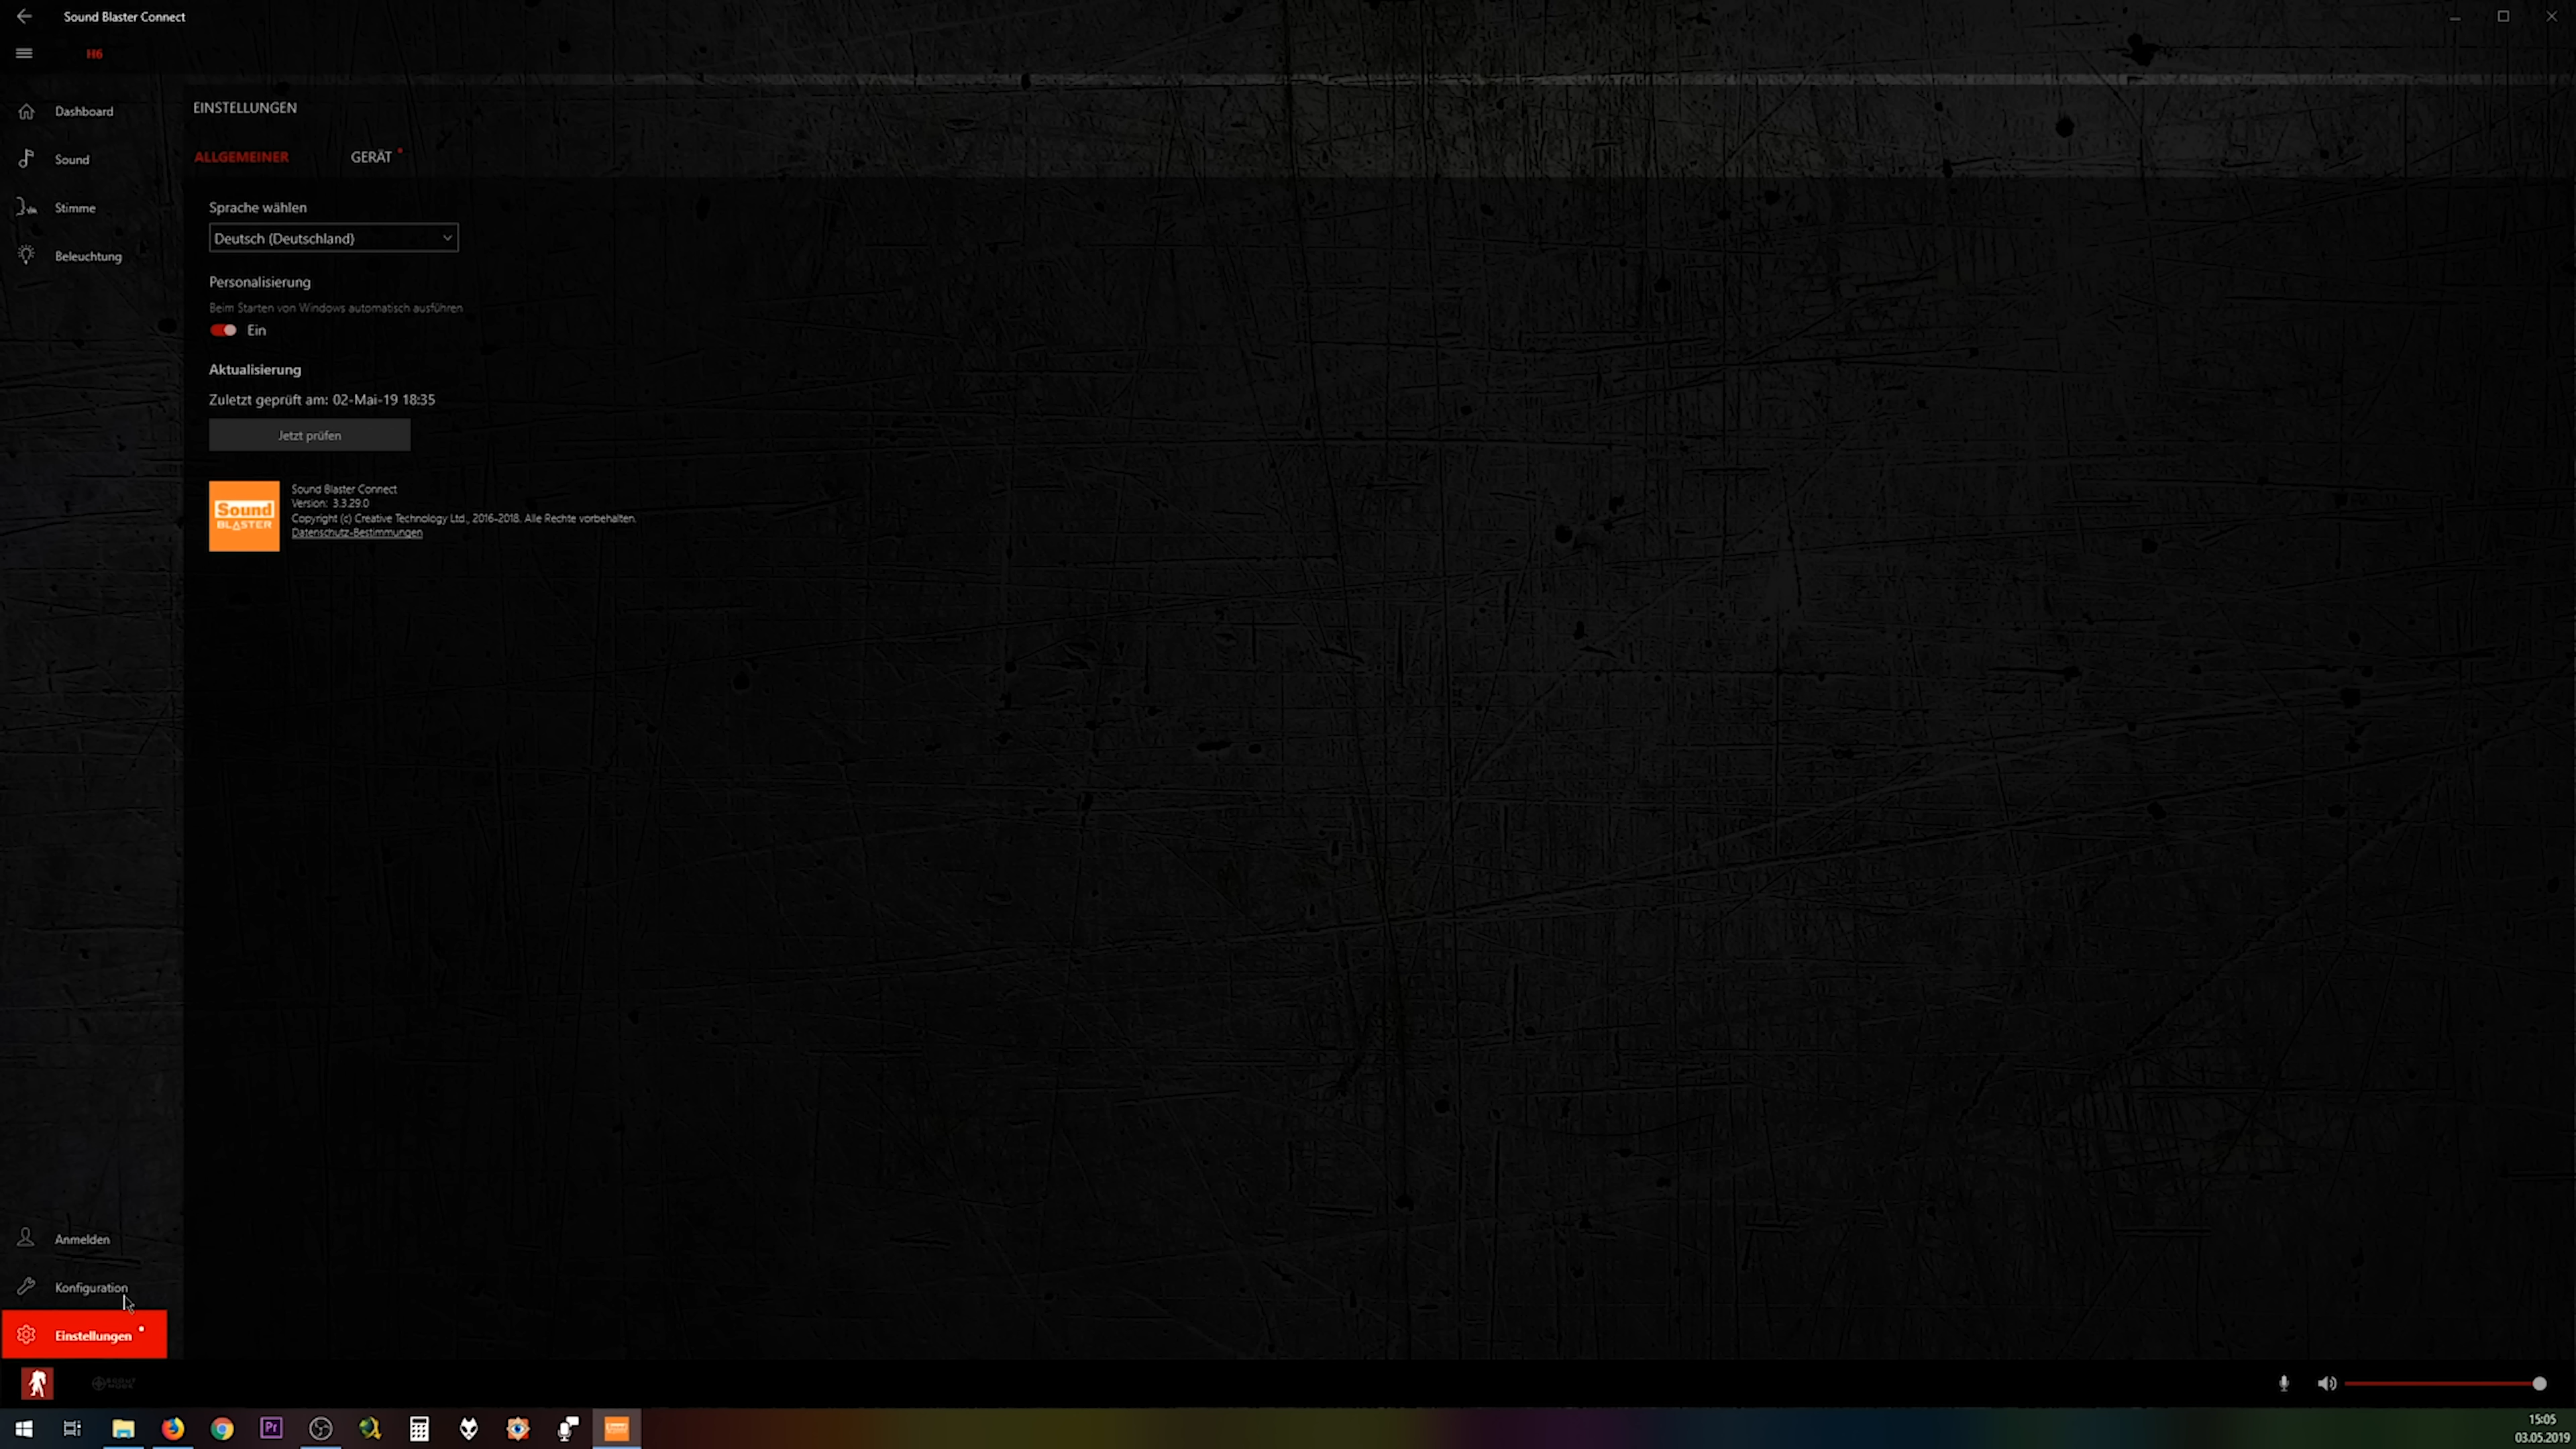 Sound Blaster Connect
H6
Dashboard
Sound
Stimme
Beleuchtung
EINSTELLUNGEN
ALLGEMEINER
GERÄT
Sprache wählen
Deutsch (Deutschland)
Personalisierung
Beim Starten von Windows automatisch ausführen
Ein
Aktualisierung
Zuletzt geprüft am: 02-Mai-19 18:35
Jetzt prüfen
Sound
BLASTER
Sound Blaster Connect
Version: 3.3.29.0
Copyright (c) Creative Technology Ltd., 2016-2018. Alle Rechte vorbehalten.
Datenschutz-Bestimmungen
Anmelden
Konfiguration
Einstellungen
SCOUT
MODE
Pr
15:05
03.05.2019